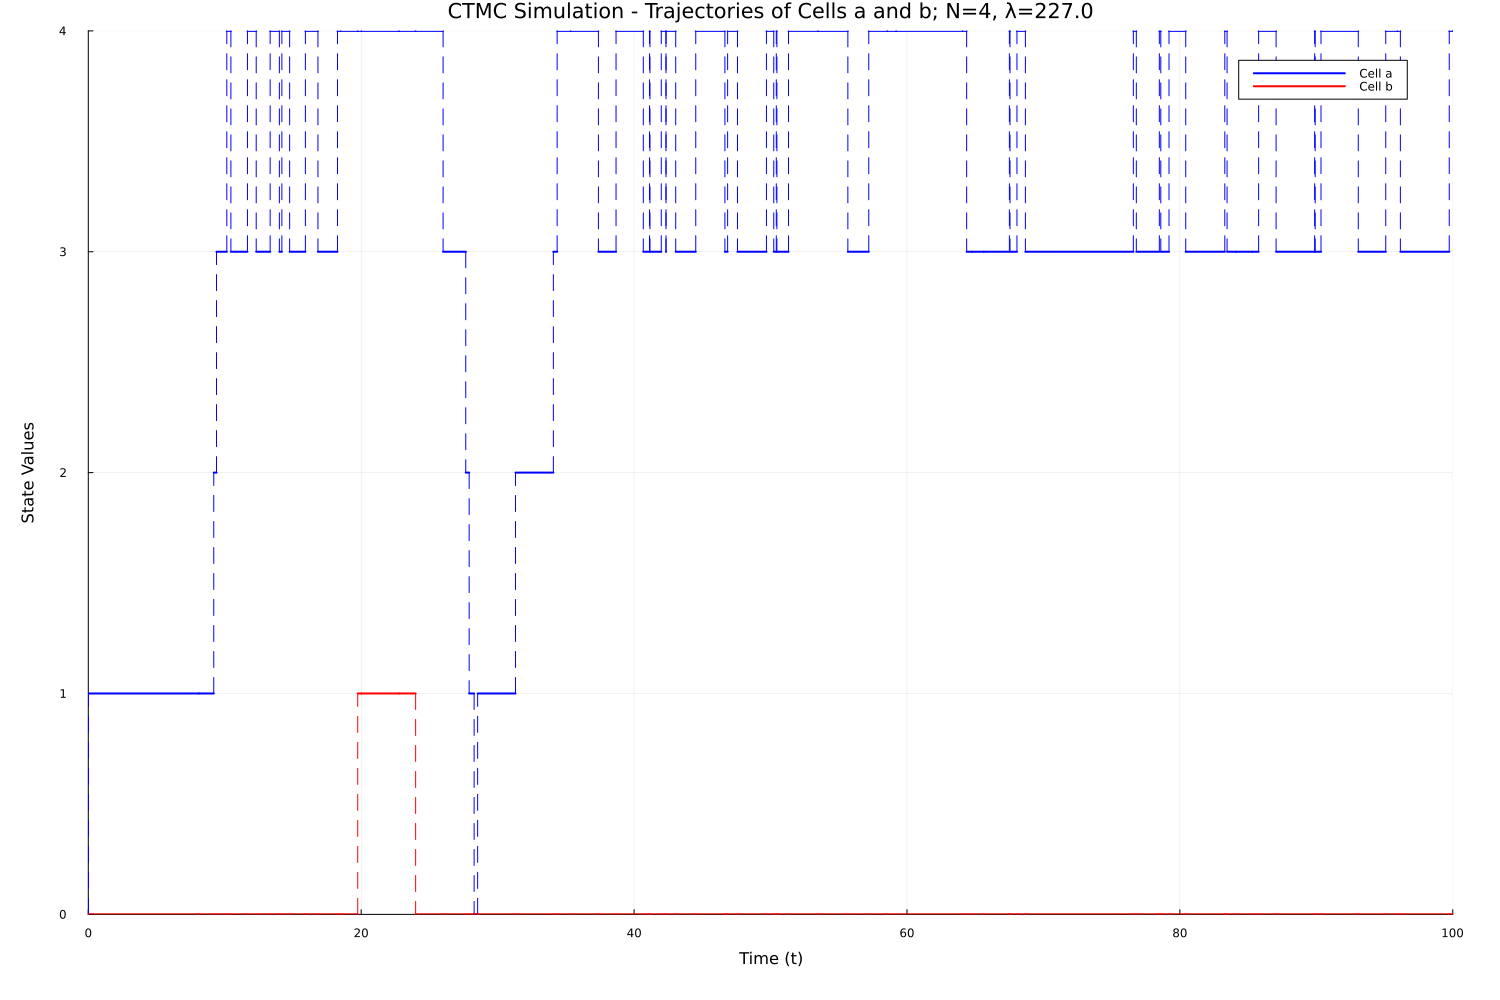 CTMC Simulation - Trajectories of Cells a and b; N=4, λ=227.0
4
3
2
1
0
State Values
Cell a
Cell b
0 20 40 60 80 100
Time (t)